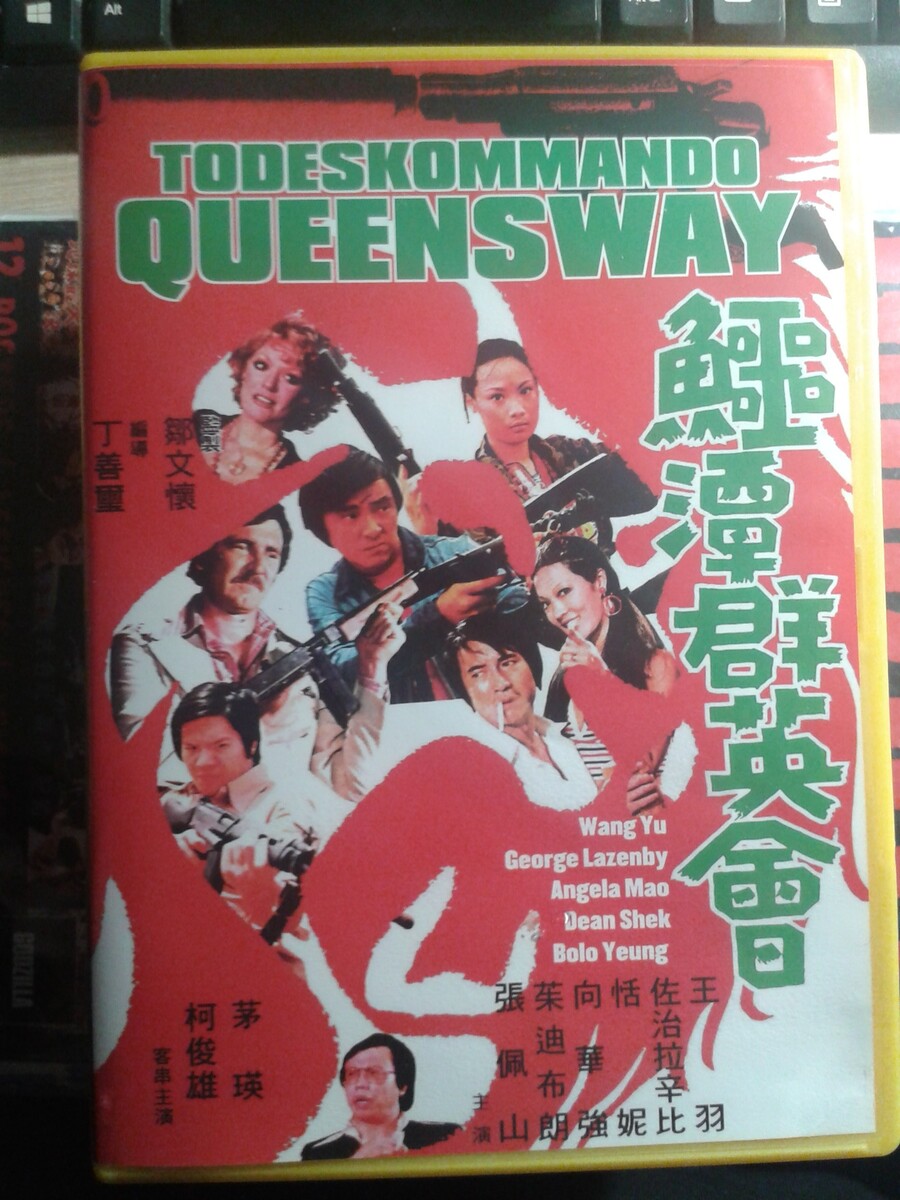 Alt
TODESKOMMANDO
QUEENSWAY
鱷潭群英會
監製
鄒文懷
編導
丁善璽
Wang Yu
George Lazenby
Angela Mao
Dean Shek
Bolo Yeung
王羽
佐治拉辛比
恬妮
向華強
茱迪布朗
張佩山
主演
茅瑛
柯俊雄
客串主演
GODZILLA